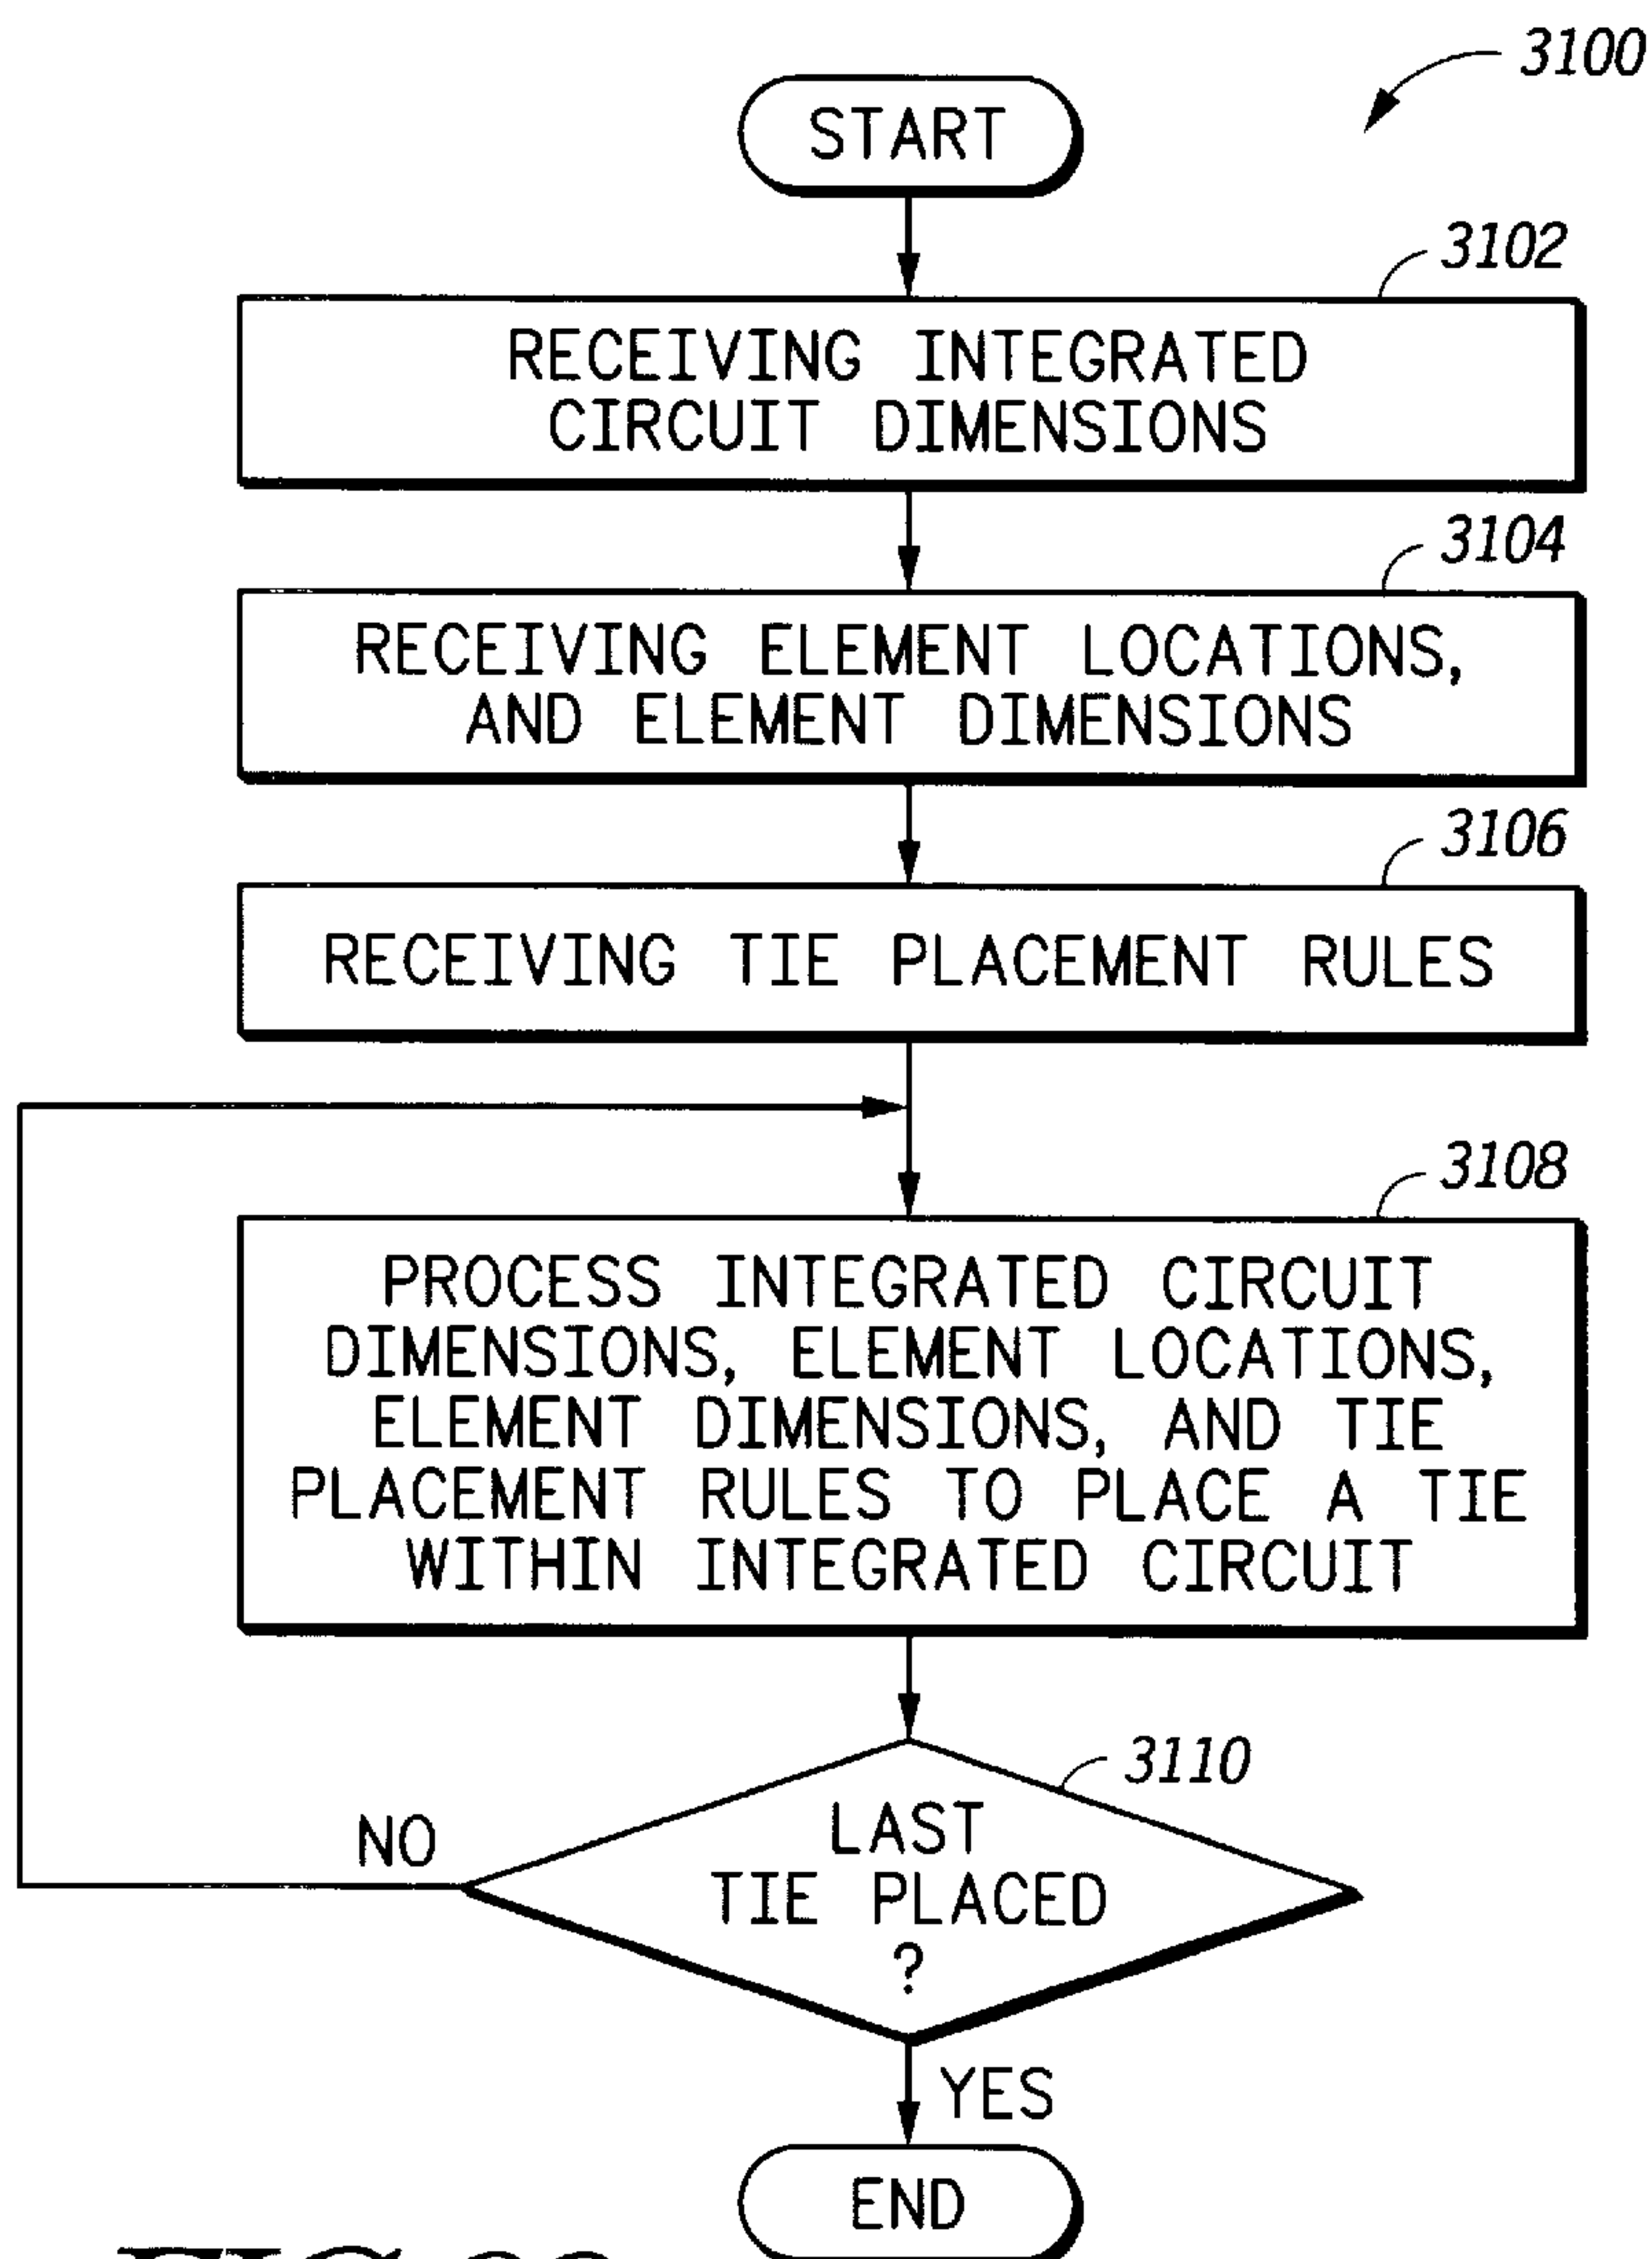 3100
START
3102
RECEIVING INTEGRATED
CIRCUIT DIMENSIONS
3104
RECEIVING ELEMENT LOCATIONS,
AND ELEMENT DIMENSIONS
3106
RECEIVING TIE PLACEMENT RULES
3108
PROCESS INTEGRATED CIRCUIT
DIMENSIONS, ELEMENT LOCATIONS,
ELEMENT DIMENSIONS, AND TIE
PLACEMENT RULES TO PLACE A TIE
WITHIN INTEGRATED CIRCUIT
3110
LAST
TIE PLACED
?
NO
YES
END